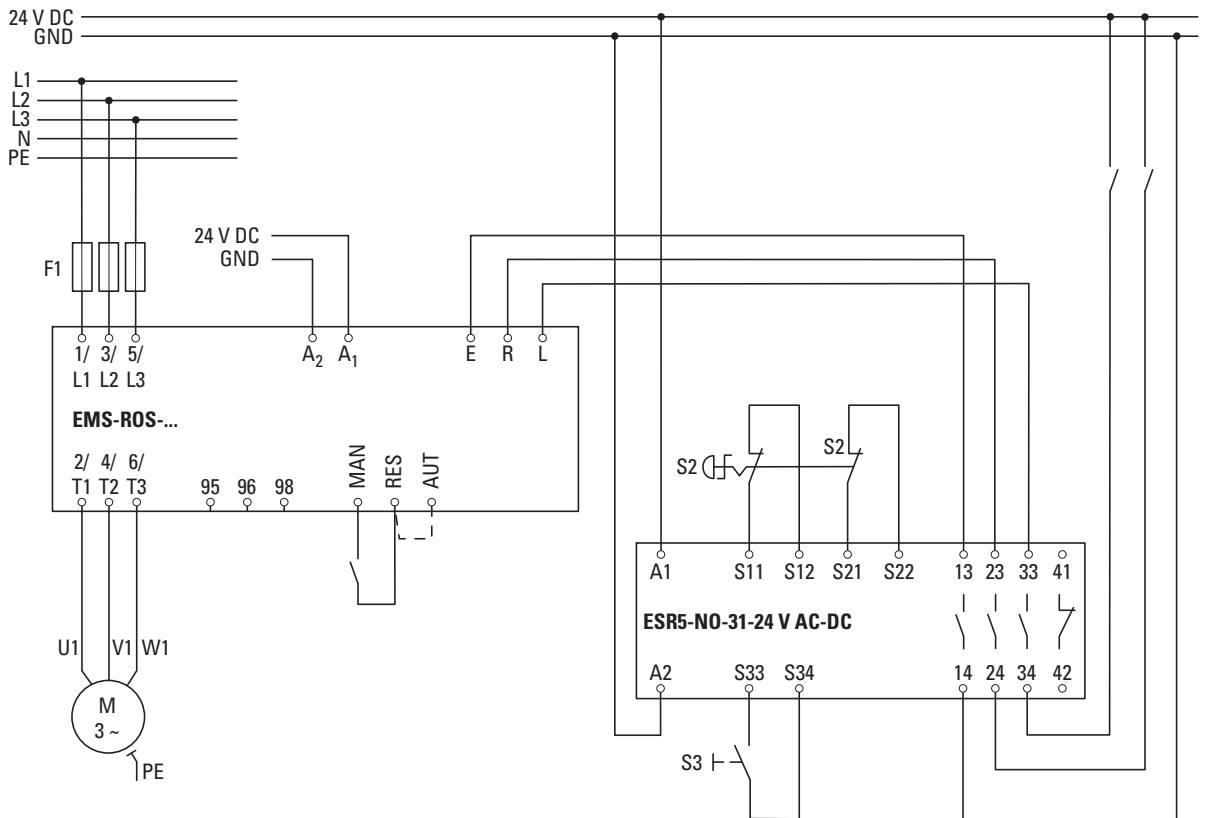 24 V DC
GND
L1
L2
L3
N
PE
24 V DC
GND
F1
1/ 3/ 5/
L1 L2 L3
A2 A1 E R L
EMS-ROS-...
2/ 4/ 6/
T1 T2 T3
95 96 98
MAN
RES
AUT
S2
S2
A1 S11 S12 S21 S22 13 23 33 41
ESR5-NO-31-24 V AC-DC
A2 S33 S34 14 24 34 42
U1 V1 W1
M
3 ~
PE
S3